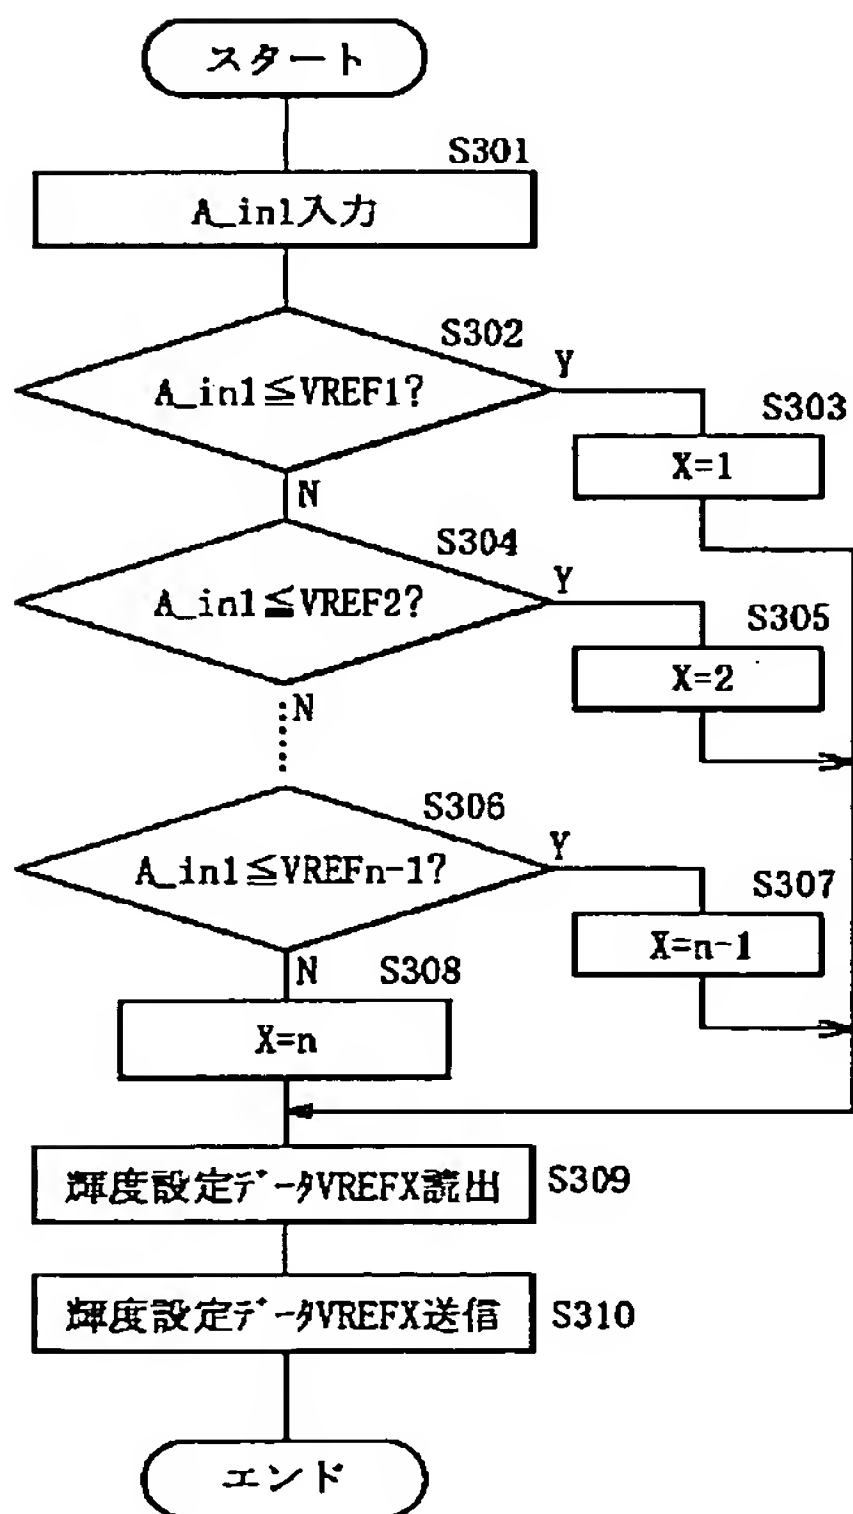 スタート
S301
A_in1入力
S302
A_in1≦VREF1?
Y
S303
X=1
N
S304
A_in1≦VREF2?
Y
S305
X=2
N
S306
A_in1≦VREFn-1?
Y
S307
X=n-1
N
S308
X=n
輝度設定ﾃﾞｰﾀVREFX読出
S309
輝度設定ﾃﾞｰﾀVREFX送信
S310
エンド